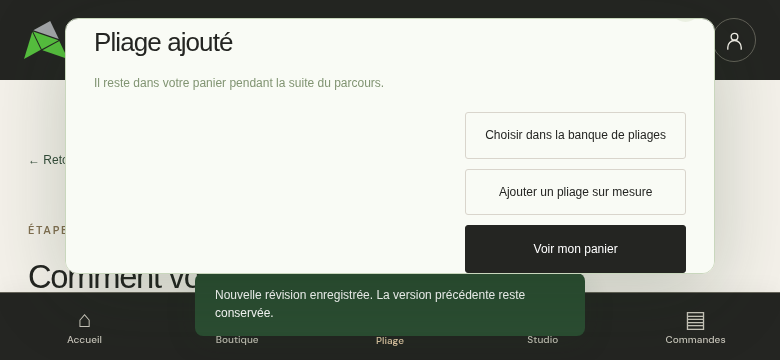 Pliage ajouté
Il reste dans votre panier pendant la suite du parcours.
Choisir dans la banque de pliages
Ajouter un pliage sur mesure
Voir mon panier
←
ÉTAPE
Comment
Nouvelle révision enregistrée. La version précédente reste
conservée.
Accueil
Boutique
Pliage
Studio
Commandes